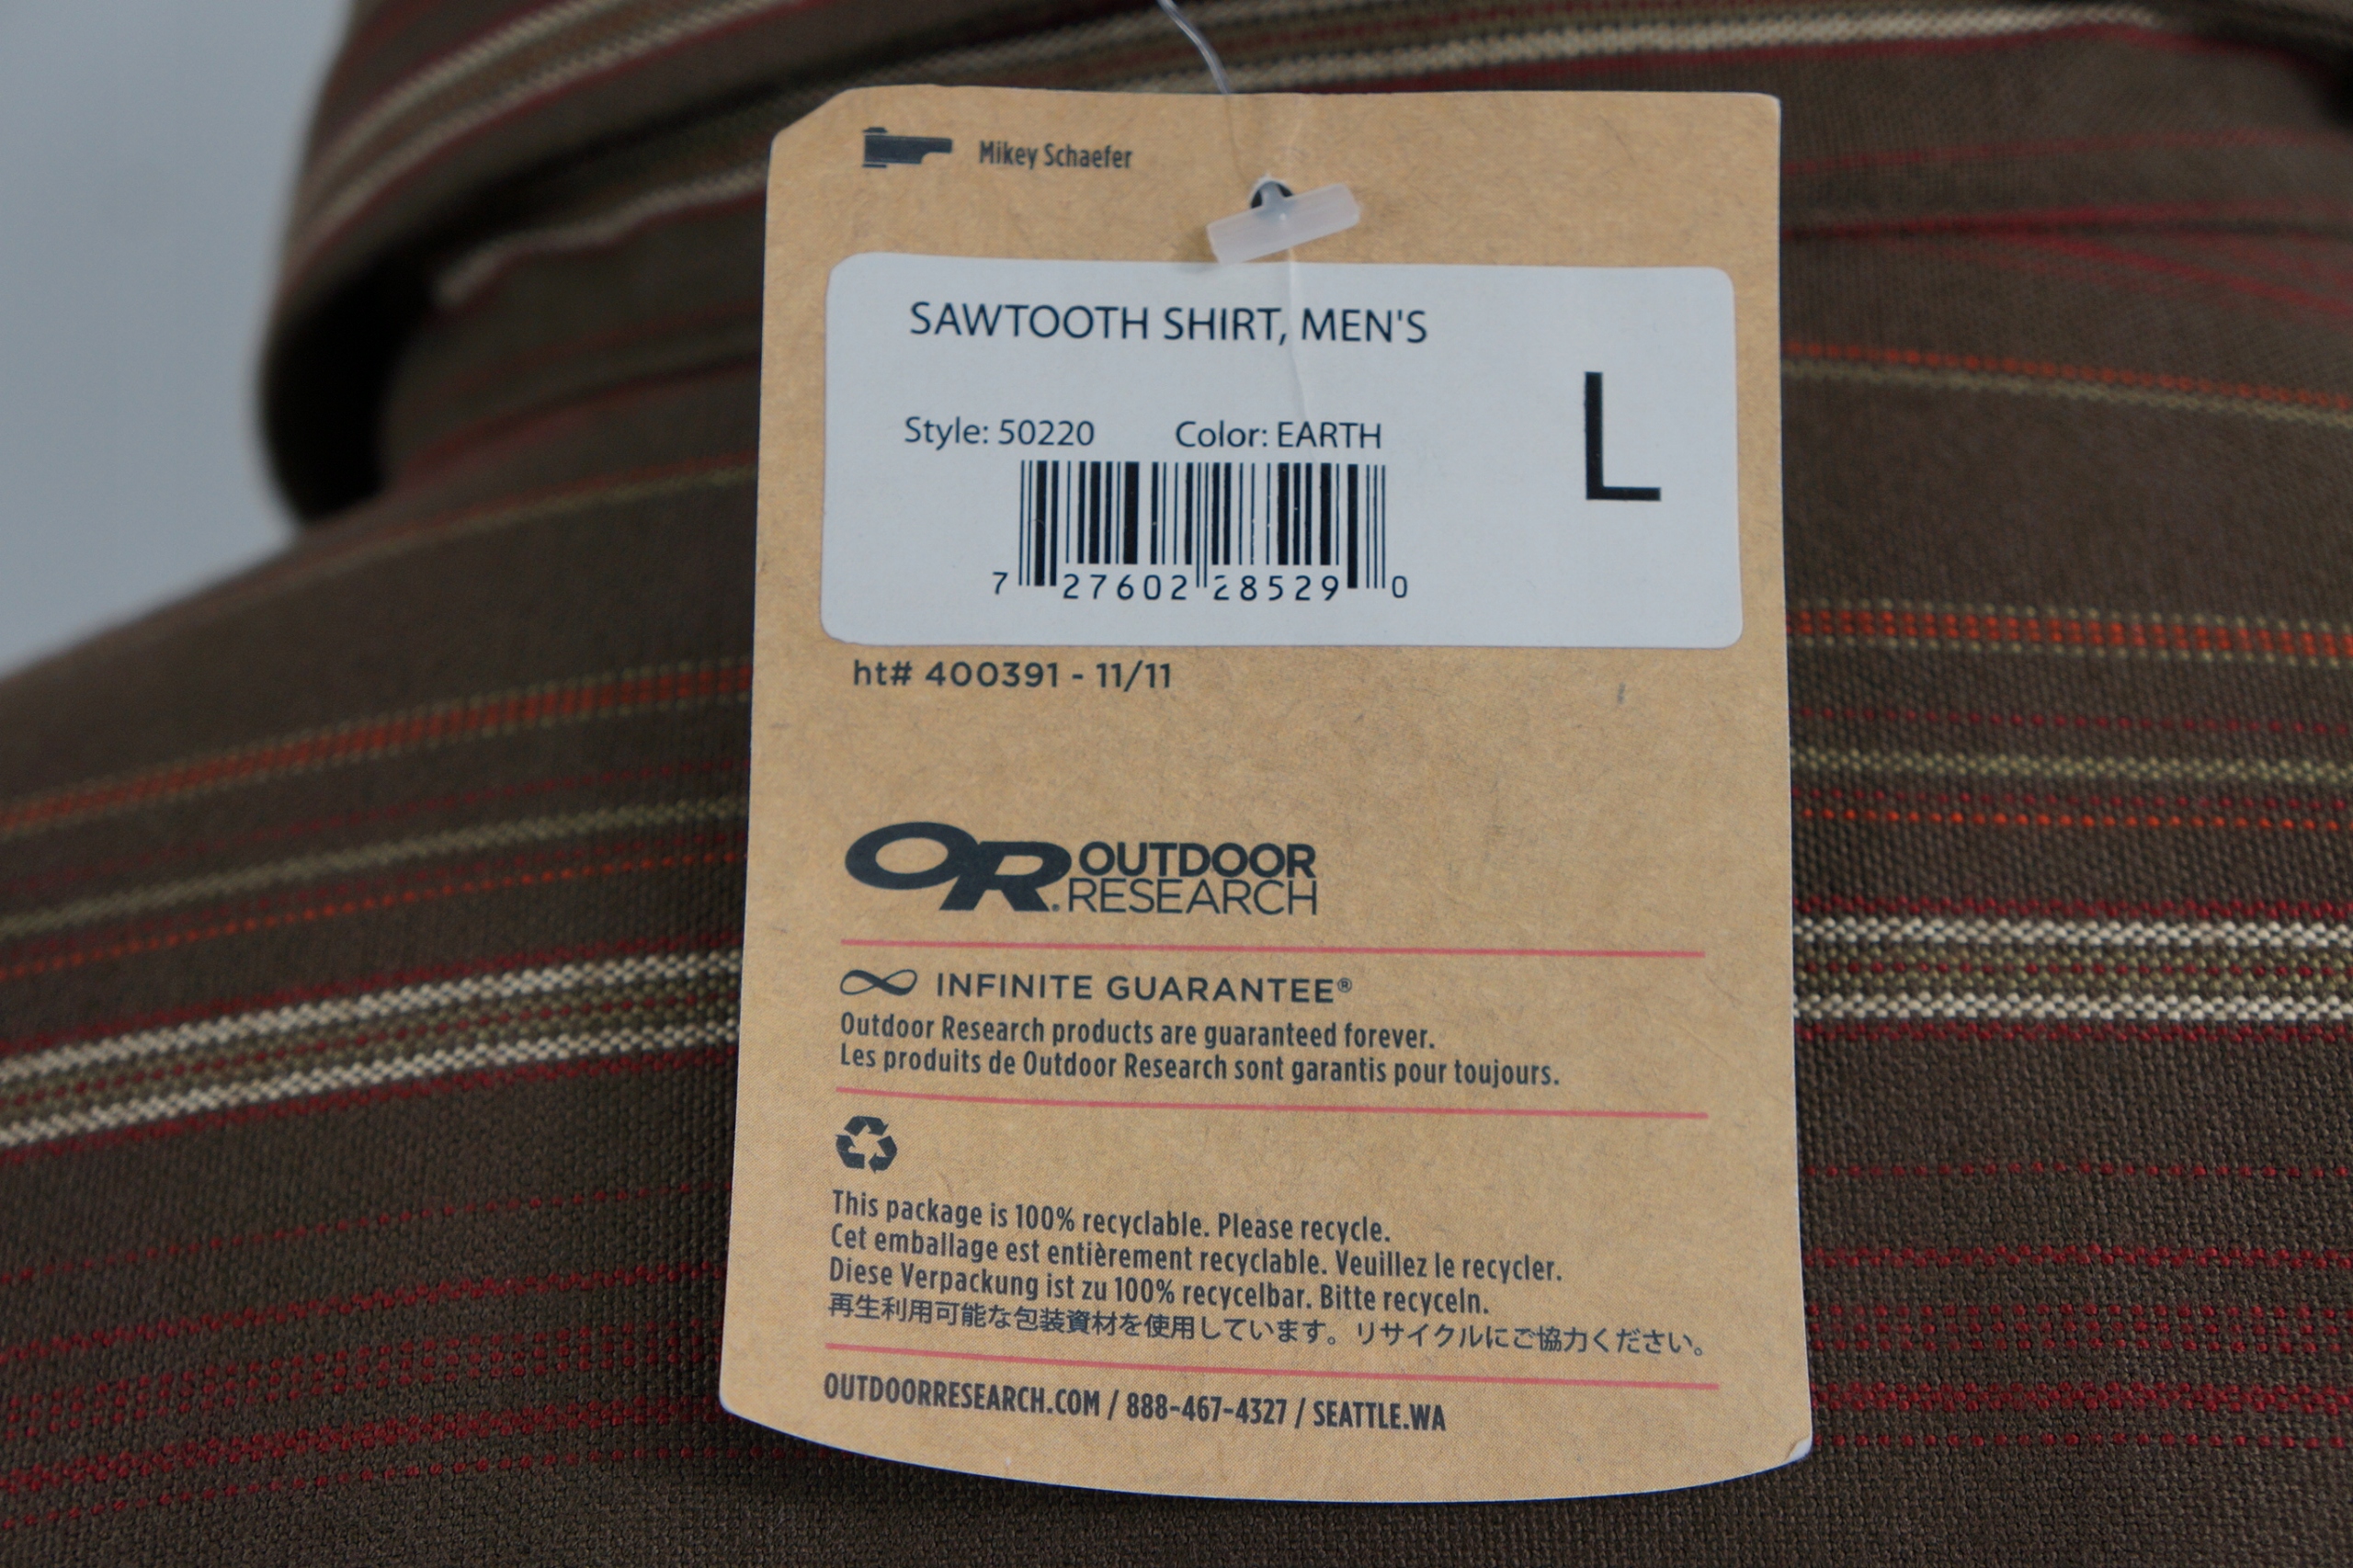 Mikey Schaefer
SAWTOOTH SHIRT, MEN'S
L
Style: 50220 Color: EARTH
7 27602 28529 0
ht# 400391 - 11/11
OR® OUTDOOR
RESEARCH
INFINITE GUARANTEE®
Outdoor Research products are guaranteed forever.
Les produits de Outdoor Research sont garantis pour toujours.
This package is 100% recyclable. Please recycle.
Cet emballage est entièrement recyclable. Veuillez le recycler.
Diese Verpackung ist zu 100% recycelbar. Bitte recyceln.
再生利用可能な包装資材を使用しています。リサイクルにご協力ください。
OUTDOORRESEARCH.COM / 888-467-4327 / SEATTLE.WA